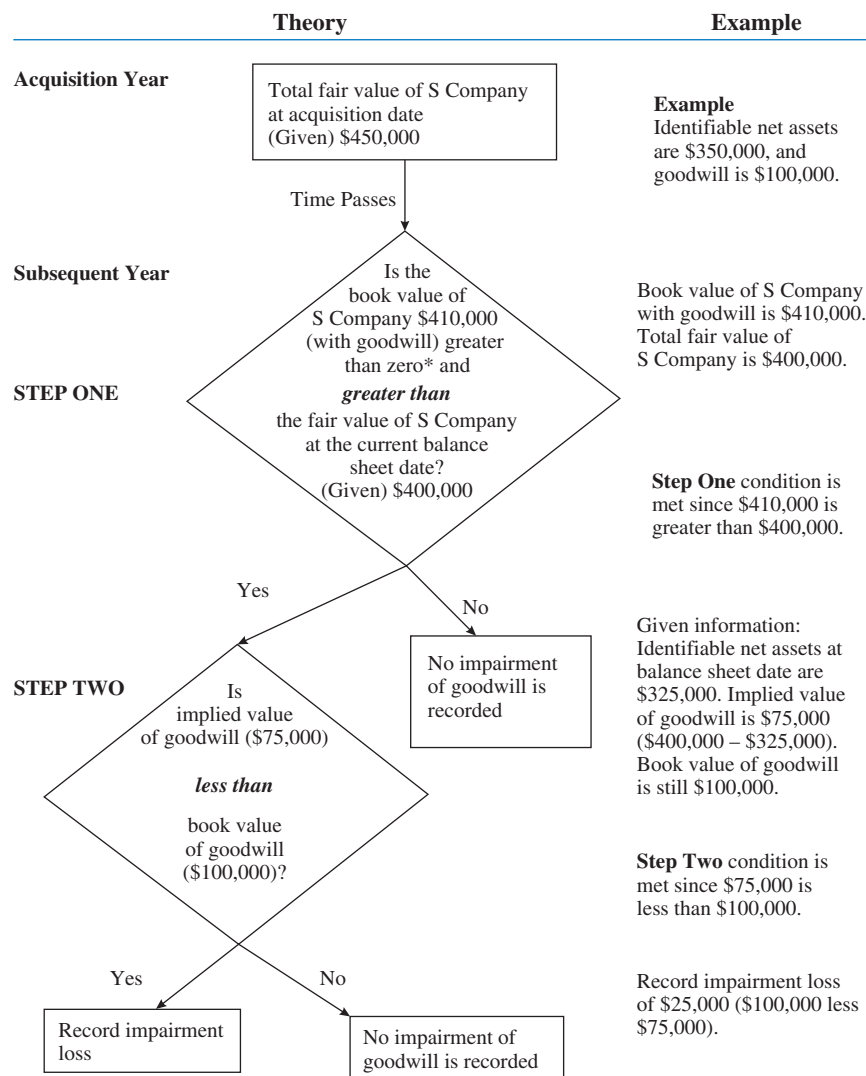 Theory
Example
Acquisition Year
Total fair value of S Company
at acquisition date
(Given) $450,000
Example
Identifiable net assets
are $350,000, and
goodwill is $100,000.
Time Passes
Subsequent Year
Is the
book value of
S Company $410,000
(with goodwill) greater
than zero* and
greater than
the fair value of S Company
at the current balance
sheet date?
(Given) $400,000
Book value of S Company
with goodwill is $410,000.
Total fair value of
S Company is $400,000.
STEP ONE
Step One condition is
met since $410,000 is
greater than $400,000.
Yes
No
No impairment
of goodwill is
recorded
Given information:
Identifiable net assets at
balance sheet date are
$325,000. Implied value
of goodwill is $75,000
($400,000 – $325,000).
Book value of goodwill
is still $100,000.
STEP TWO
Is
implied value
of goodwill ($75,000)
less than
book value
of goodwill
($100,000)?
Step Two condition is
met since $75,000 is
less than $100,000.
Yes
No
Record impairment
loss
No impairment of
goodwill is recorded
Record impairment loss
of $25,000 ($100,000 less
$75,000).